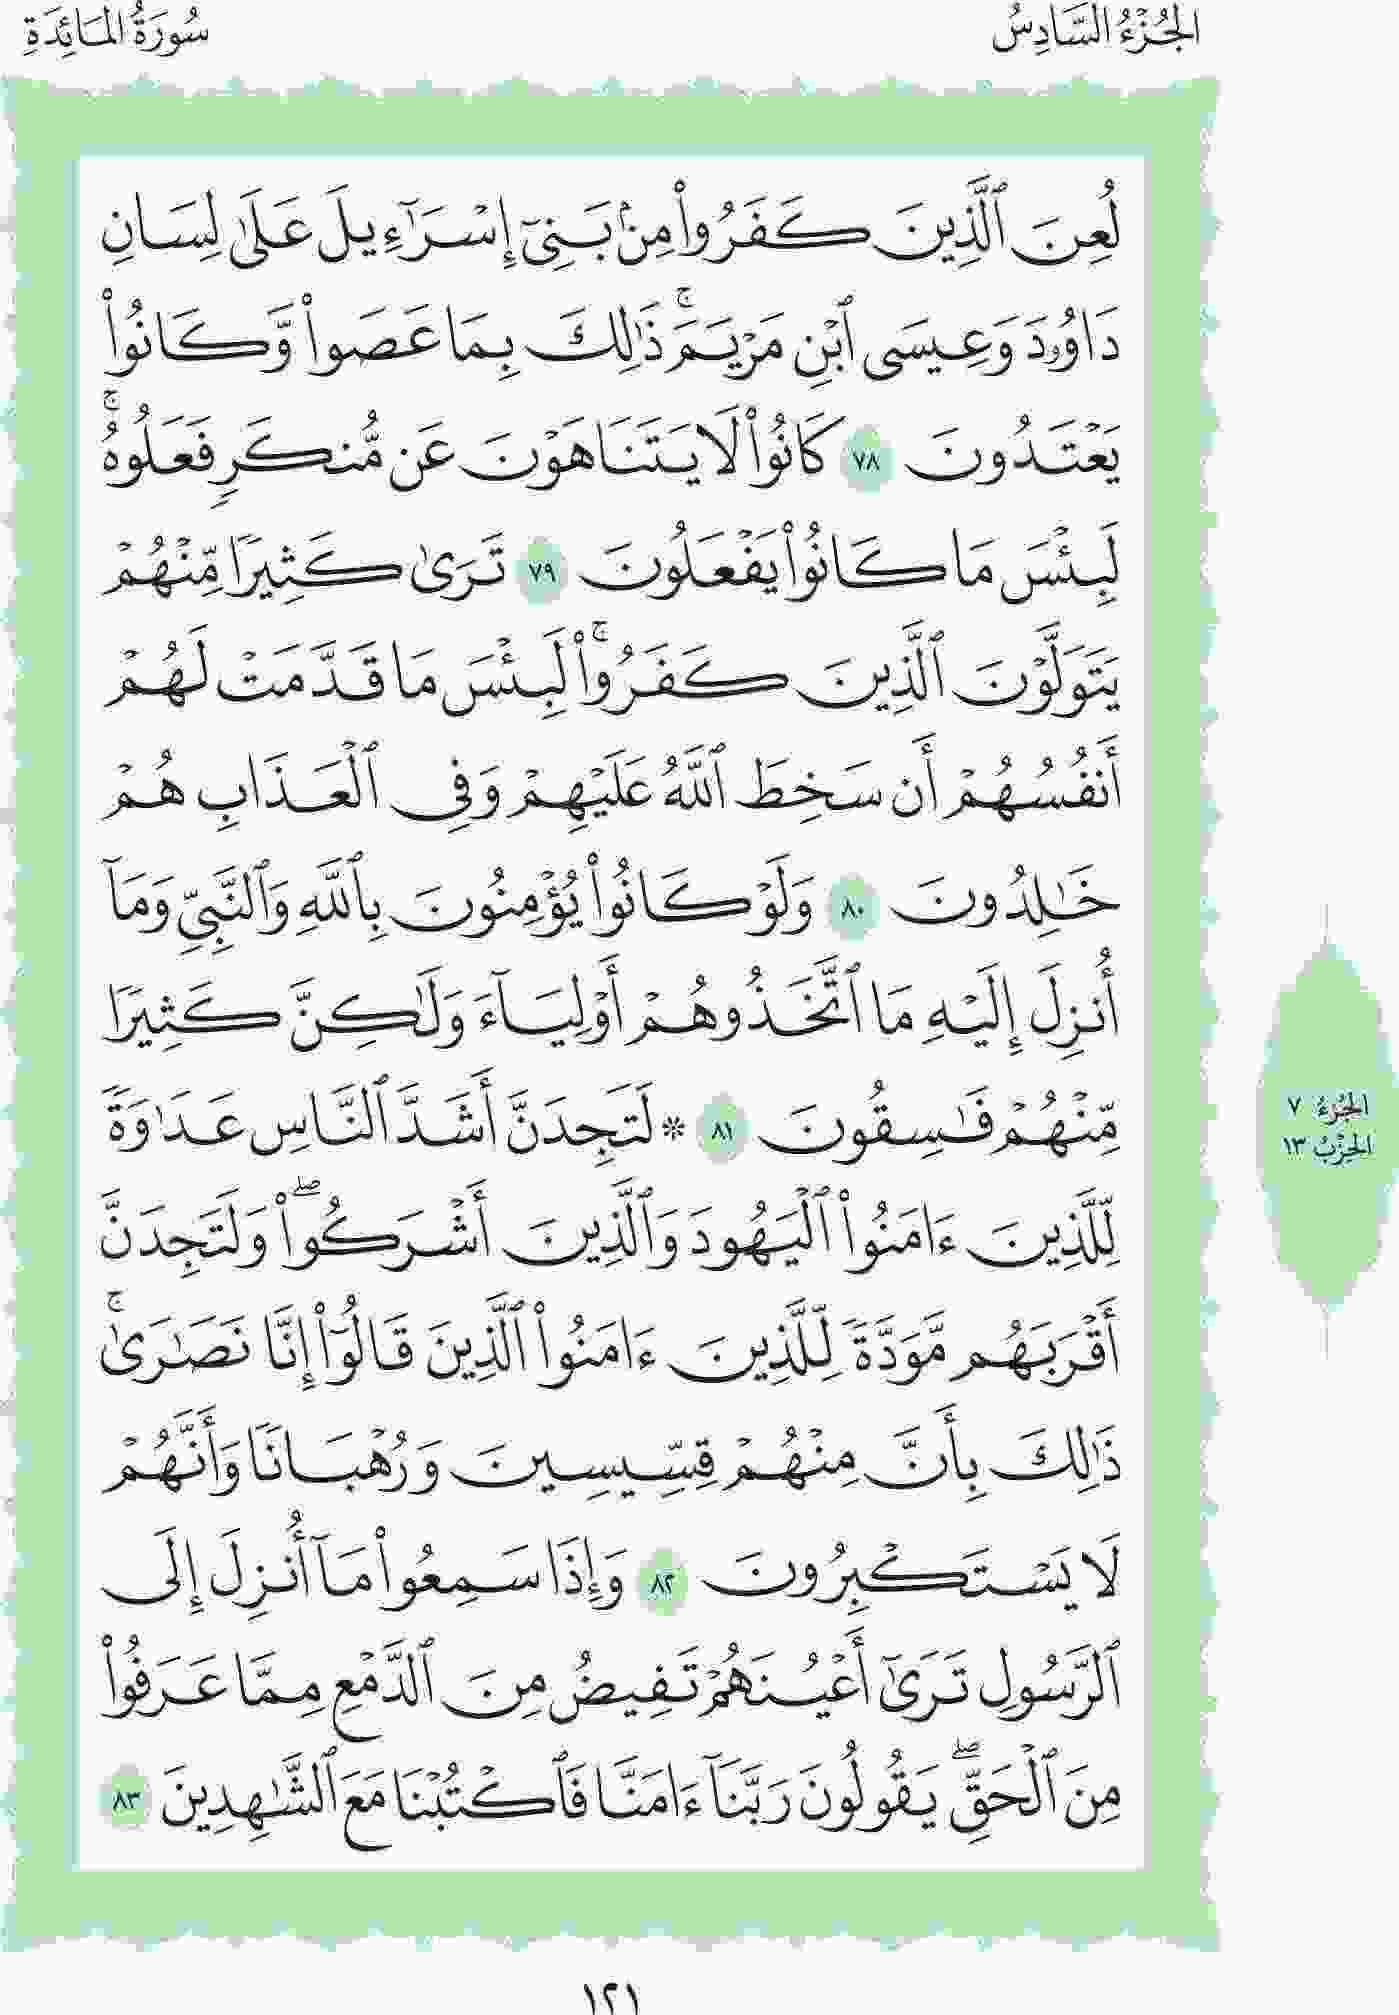 الجُزْءُ السَّادِسُ
سُورَةُ المَائِدَةِ
لُعِنَ ٱلَّذِينَ كَفَرُوا۟ مِنۢ بَنِىٓ إِسْرَٰٓءِيلَ عَلَىٰ لِسَانِ
دَاوُۥدَ وَعِيسَى ٱبْنِ مَرْيَمَ ۚ ذَٰلِكَ بِمَا عَصَوا۟ وَّكَانُوا۟
يَعْتَدُونَ ٧٨ كَانُوا۟ لَا يَتَنَاهَوْنَ عَن مُّنكَرٍ فَعَلُوهُ ۚ
لَبِئْسَ مَا كَانُوا۟ يَفْعَلُونَ ٧٩ تَرَىٰ كَثِيرًا مِّنْهُمْ
يَتَوَلَّوْنَ ٱلَّذِينَ كَفَرُوا۟ ۚ لَبِئْسَ مَا قَدَّمَتْ لَهُمْ
أَنفُسُهُمْ أَن سَخِطَ ٱللَّهُ عَلَيْهِمْ وَفِى ٱلْعَذَابِ هُمْ
خَٰلِدُونَ ٨٠ وَلَوْ كَانُوا۟ يُؤْمِنُونَ بِٱللَّهِ وَٱلنَّبِىِّ وَمَآ
أُنزِلَ إِلَيْهِ مَا ٱتَّخَذُوهُمْ أَوْلِيَآءَ وَلَٰكِنَّ كَثِيرًا
مِّنْهُمْ فَٰسِقُونَ ٨١ ۞ لَتَجِدَنَّ أَشَدَّ ٱلنَّاسِ عَدَٰوَةً
لِّلَّذِينَ ءَامَنُوا۟ ٱلْيَهُودَ وَٱلَّذِينَ أَشْرَكُوا۟ ۖ وَلَتَجِدَنَّ
أَقْرَبَهُم مَّوَدَّةً لِّلَّذِينَ ءَامَنُوا۟ ٱلَّذِينَ قَالُوٓا۟ إِنَّا نَصَٰرَىٰ ۚ
ذَٰلِكَ بِأَنَّ مِنْهُمْ قِسِّيسِينَ وَرُهْبَانًا وَأَنَّهُمْ
لَا يَسْتَكْبِرُونَ ٨٢ وَإِذَا سَمِعُوا۟ مَآ أُنزِلَ إِلَى
ٱلرَّسُولِ تَرَىٰٓ أَعْيُنَهُمْ تَفِيضُ مِنَ ٱلدَّمْعِ مِمَّا عَرَفُوا۟
مِنَ ٱلْحَقِّ ۖ يَقُولُونَ رَبَّنَآ ءَامَنَّا فَٱكْتُبْنَا مَعَ ٱلشَّٰهِدِينَ ٨٣
الجُزءُ ٧
الحِزْبُ ١٣
١٢١